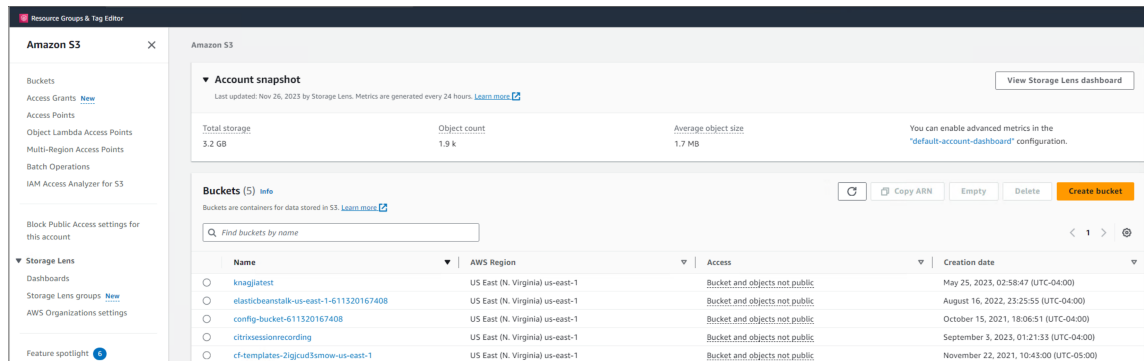 Resource Groups & Tag Editor
Amazon S3
Buckets
Access Grants New
Access Points
Object Lambda Access Points
Multi-Region Access Points
Batch Operations
IAM Access Analyzer for S3
Block Public Access settings for
this account
Storage Lens
Dashboards
Storage Lens groups New
AWS Organizations settings
Feature spotlight 6
Amazon S3
Account snapshot
Last updated: Nov 26, 2023 by Storage Lens. Metrics are generated every 24 hours. Learn more
View Storage Lens dashboard
Total storage
3.2 GB
Object count
1.9 k
Average object size
1.7 MB
You can enable advanced metrics in the
"default-account-dashboard" configuration.
Buckets (5) Info
Buckets are containers for data stored in S3. Learn more
Copy ARN Empty Delete Create bucket
Find buckets by name
1
Name AWS Region Access Creation date
knagjiatest US East (N. Virginia) us-east-1 Bucket and objects not public May 25, 2023, 02:58:47 (UTC-04:00)
elasticbeanstalk-us-east-1-611320167408 US East (N. Virginia) us-east-1 Bucket and objects not public August 16, 2022, 23:25:55 (UTC-04:00)
config-bucket-611320167408 US East (N. Virginia) us-east-1 Bucket and objects not public October 15, 2021, 18:06:51 (UTC-04:00)
citrixsessionrecording US East (N. Virginia) us-east-1 Bucket and objects not public September 3, 2023, 01:21:33 (UTC-04:00)
cf-templates-2igjcud3smow-us-east-1 US East (N. Virginia) us-east-1 Bucket and objects not public November 22, 2021, 10:43:00 (UTC-05:00)